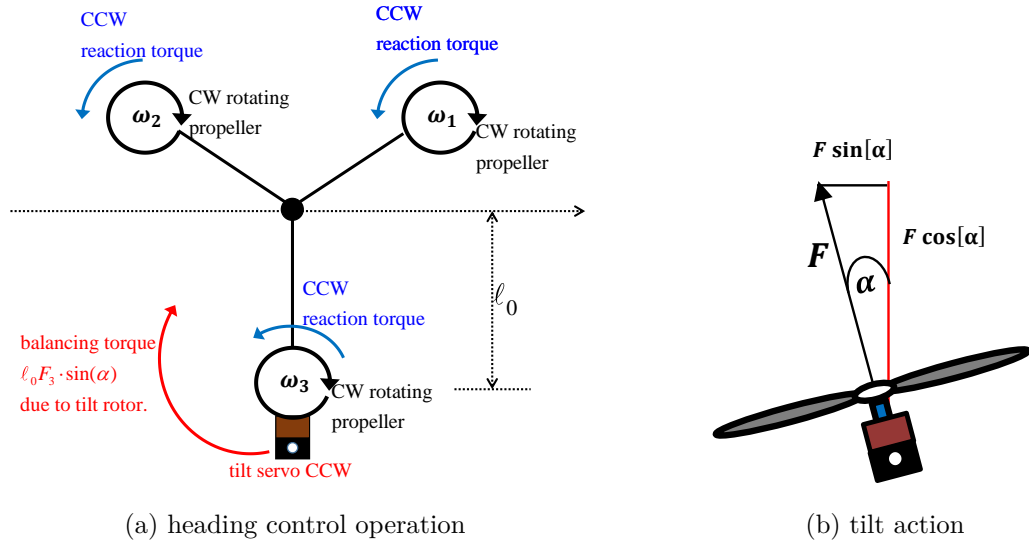 CCW
reaction torque
CCW
reaction torque
ω₂
CW rotating
propeller
ω₁
CW rotating
propeller
ℓ₀
CCW
reaction torque
balancing torque
ℓ₀F₃·sin(α)
due to tilt rotor.
ω₃
CW rotating
propeller
tilt servo CCW
(a) heading control operation
F sin[α]
F cos[α]
F
α
(b) tilt action